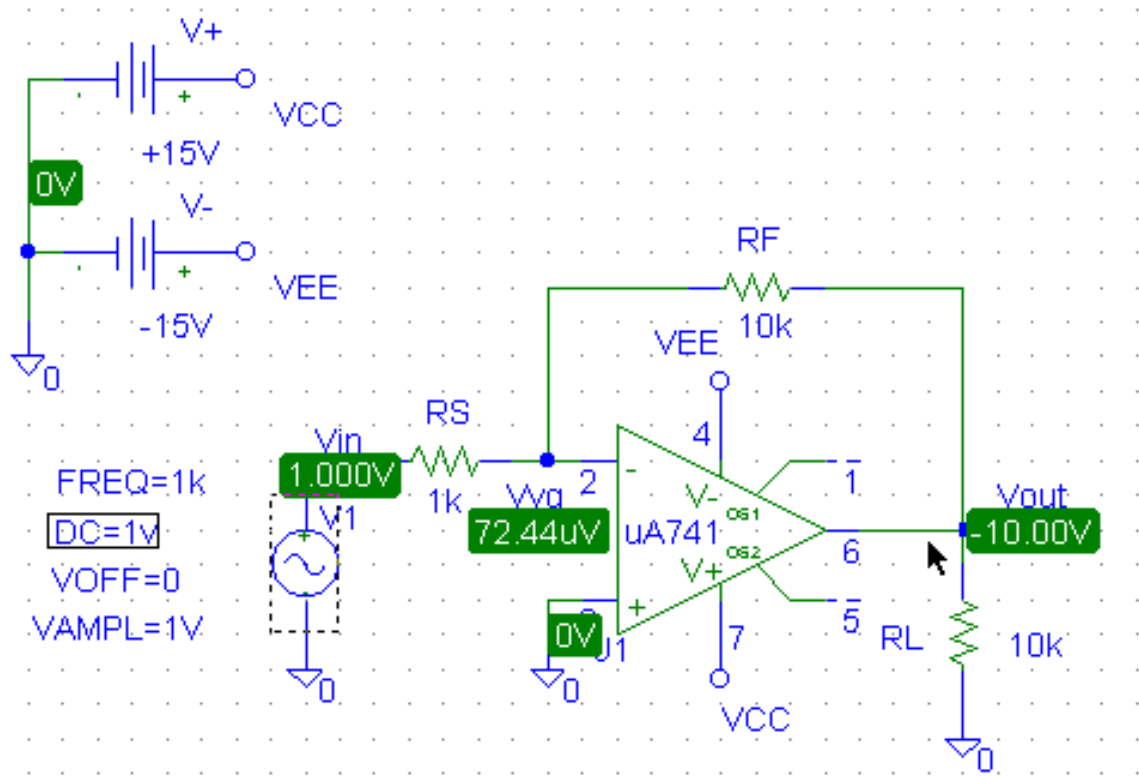 V+
VCC
+15V
0V
V-
VEE
-15V
0
RF
10k
VEE
RS
4
Vin
1.000V
1k
2
-
1
FREQ=1k
V1
V-
OS1
Vout
DC=1v
72.44uV
uA741
-10.00V
OS2
6
VOFF=0
V+
VAMPL=1V
+
5
0V
U1
7
RL
10k
0
0
VCC
0